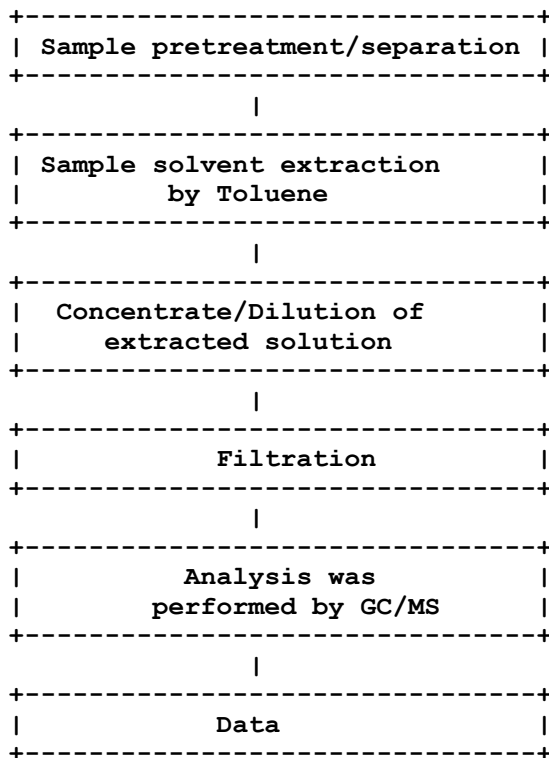 Sample pretreatment/separation
Sample solvent extraction
by Toluene
Concentrate/Dilution of
extracted solution
Filtration
Analysis was
performed by GC/MS
Data